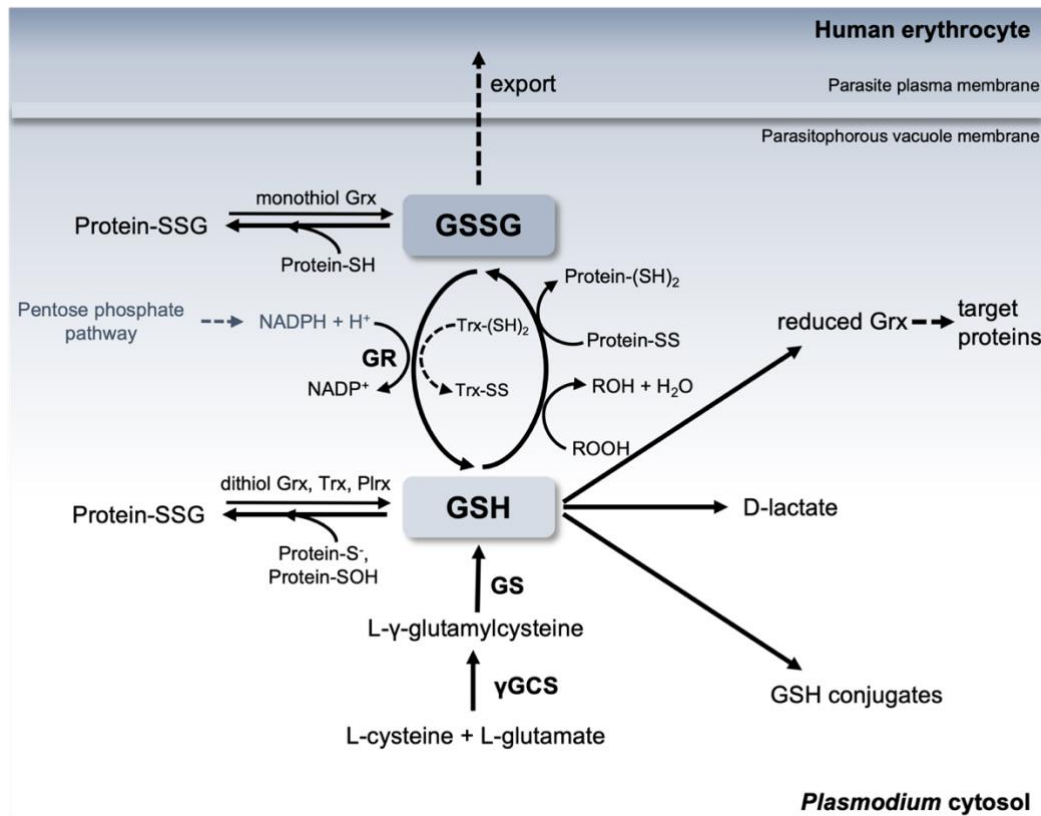 Human erythrocyte
export
Parasite plasma membrane
Parasitophorous vacuole membrane
monothiol Grx
Protein-SSG
GSSG
Protein-SH
Protein-(SH)₂
Pentose phosphate
pathway
NADPH + H⁺
Trx-(SH)₂
Protein-SS
reduced Grx
target
proteins
GR
NADP⁺
Trx-SS
ROH + H₂O
ROOH
dithiol Grx, Trx, Plrx
Protein-SSG
GSH
D-lactate
Protein-S⁻,
Protein-SOH
GS
L-γ-glutamylcysteine
γGCS
GSH conjugates
L-cysteine + L-glutamate
Plasmodium cytosol